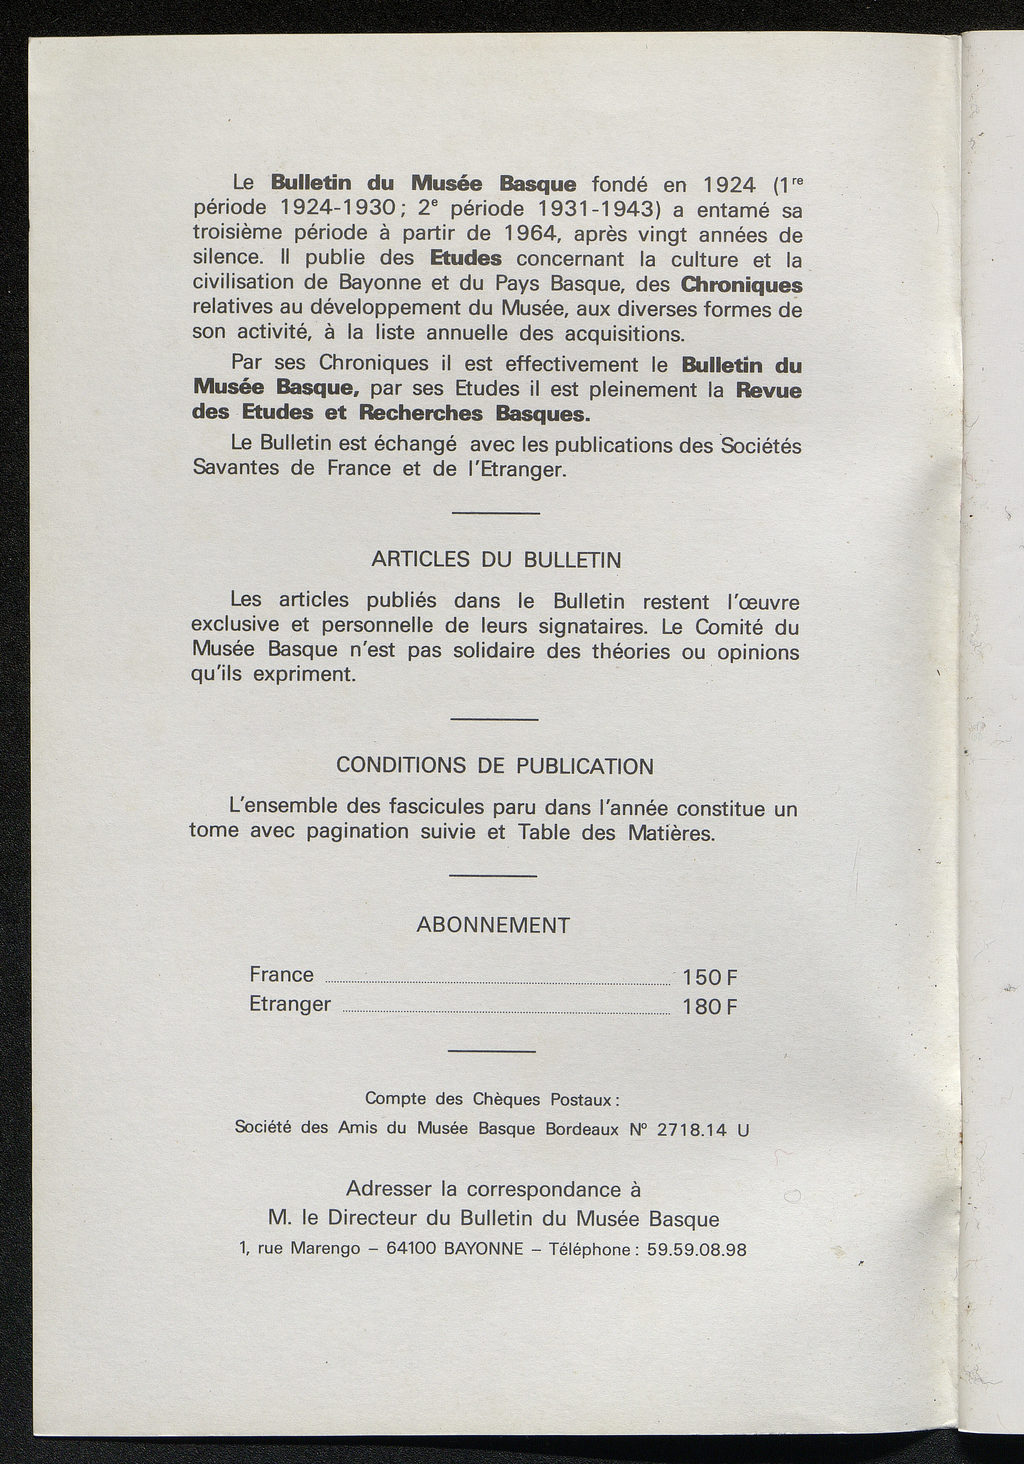 Le Bulletin du Musée Basque fondé en 1924 (1re
période 1924-1930; 2e période 1931-1943) a entamé sa
troisième période à partir de 1964, après vingt années de
silence. Il publie des Etudes concernant la culture et la
civilisation de Bayonne et du Pays Basque, des Chroniques
relatives au développement du Musée, aux diverses formes de
son activité, à la liste annuelle des acquisitions.
Par ses Chroniques il est effectivement le Bulletin du
Musée Basque, par ses Etudes il est pleinement la Revue
des Etudes et Recherches Basques.
Le Bulletin est échangé avec les publications des Sociétés
Savantes de France et de l'Etranger.
ARTICLES DU BULLETIN
Les articles publiés dans le Bulletin restent l'œuvre
exclusive et personnelle de leurs signataires. Le Comité du
Musée Basque n'est pas solidaire des théories ou opinions
qu'ils expriment.
CONDITIONS DE PUBLICATION
L'ensemble des fascicules paru dans l'année constitue un
tome avec pagination suivie et Table des Matières.
ABONNEMENT
France 150 F
Etranger 180 F
Compte des Chèques Postaux :
Société des Amis du Musée Basque Bordeaux N° 2718.14 U
Adresser la correspondance à
M. le Directeur du Bulletin du Musée Basque
1, rue Marengo – 64100 BAYONNE – Téléphone : 59.59.08.98